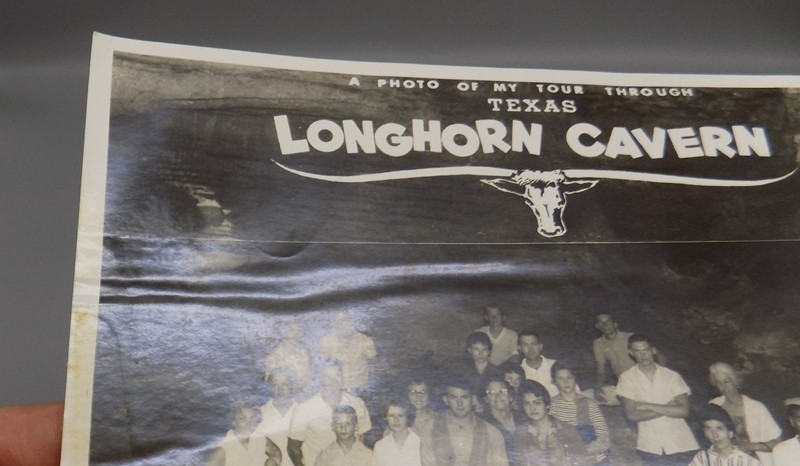 A PHOTO OF MY TOUR THROUGH
TEXAS
LONGHORN CAVERN